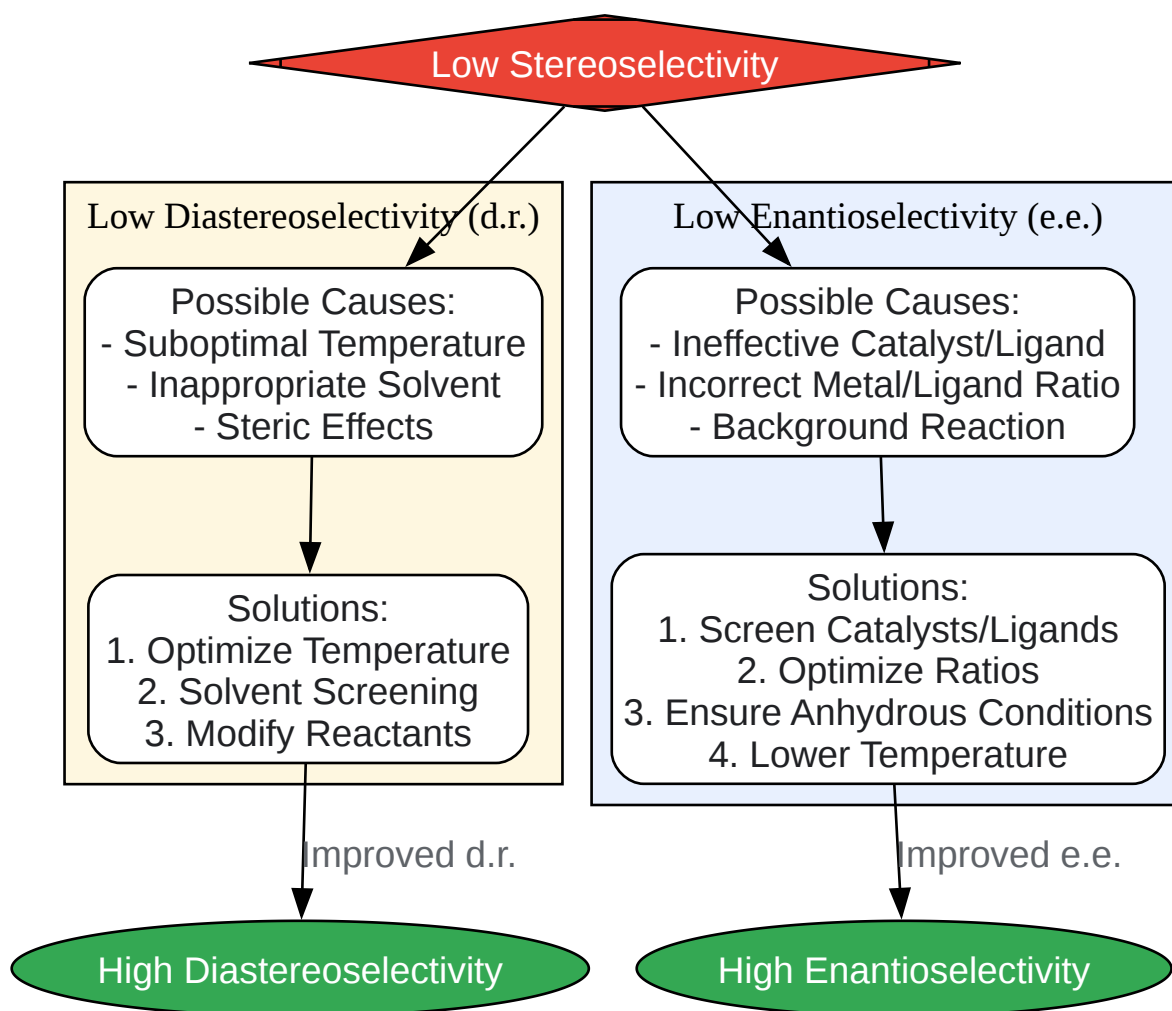 Low Stereoselectivity
Low Diastereoselectivity (d.r.)
Possible Causes:
- Suboptimal Temperature
- Inappropriate Solvent
- Steric Effects
Solutions:
1. Optimize Temperature
2. Solvent Screening
3. Modify Reactants
Improved d.r.
High Diastereoselectivity
Low Enantioselectivity (e.e.)
Possible Causes:
- Ineffective Catalyst/Ligand
- Incorrect Metal/Ligand Ratio
- Background Reaction
Solutions:
1. Screen Catalysts/Ligands
2. Optimize Ratios
3. Ensure Anhydrous Conditions
4. Lower Temperature
Improved e.e.
High Enantioselectivity